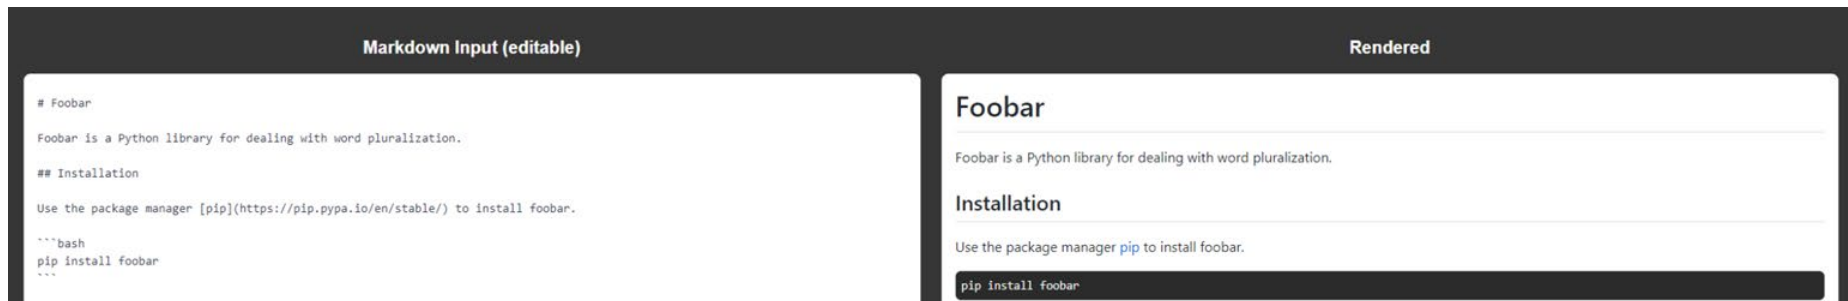 Markdown Input (editable)
# Foobar
Foobar is a Python library for dealing with word pluralization.
## Installation
Use the package manager [pip](https://pip.pypa.io/en/stable/) to install foobar.
```bash
pip install foobar
```
Rendered
Foobar
Foobar is a Python library for dealing with word pluralization.
Installation
Use the package manager pip to install foobar.
pip install foobar